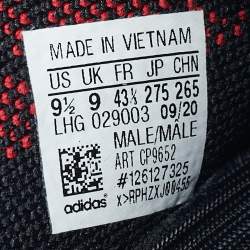 MADE IN VIETNAM
US UK FR JP CHN
9½ 9 43⅓ 275 265
LHG 029003 09/20
MALE/MÂLE
ART CP9652
#126127325
X>RPHZXJ00455
adidas